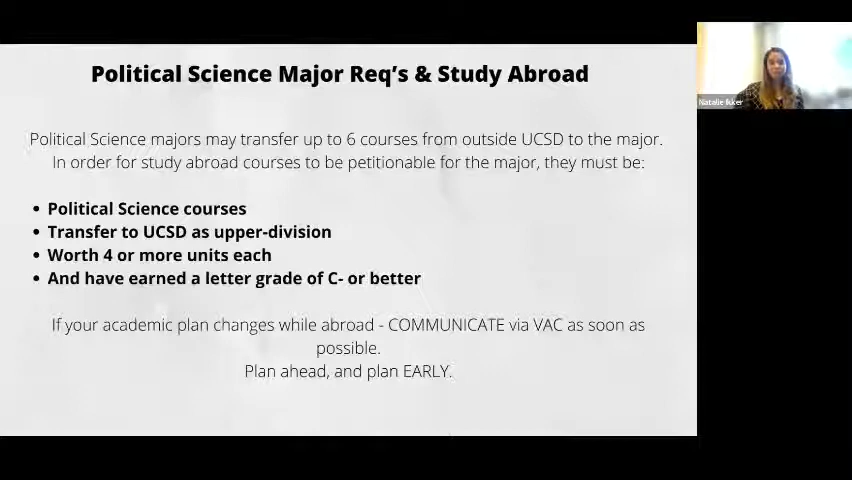 Political Science Major Req's & Study Abroad
Political Science majors may transfer up to 6 courses from outside UCSD to the major.
In order for study abroad courses to be petitionable for the major, they must be:
• Political Science courses
• Transfer to UCSD as upper-division
• Worth 4 or more units each
• And have earned a letter grade of C- or better
If your academic plan changes while abroad - COMMUNICATE via VAC as soon as
possible.
Plan ahead, and plan EARLY.
Natalie